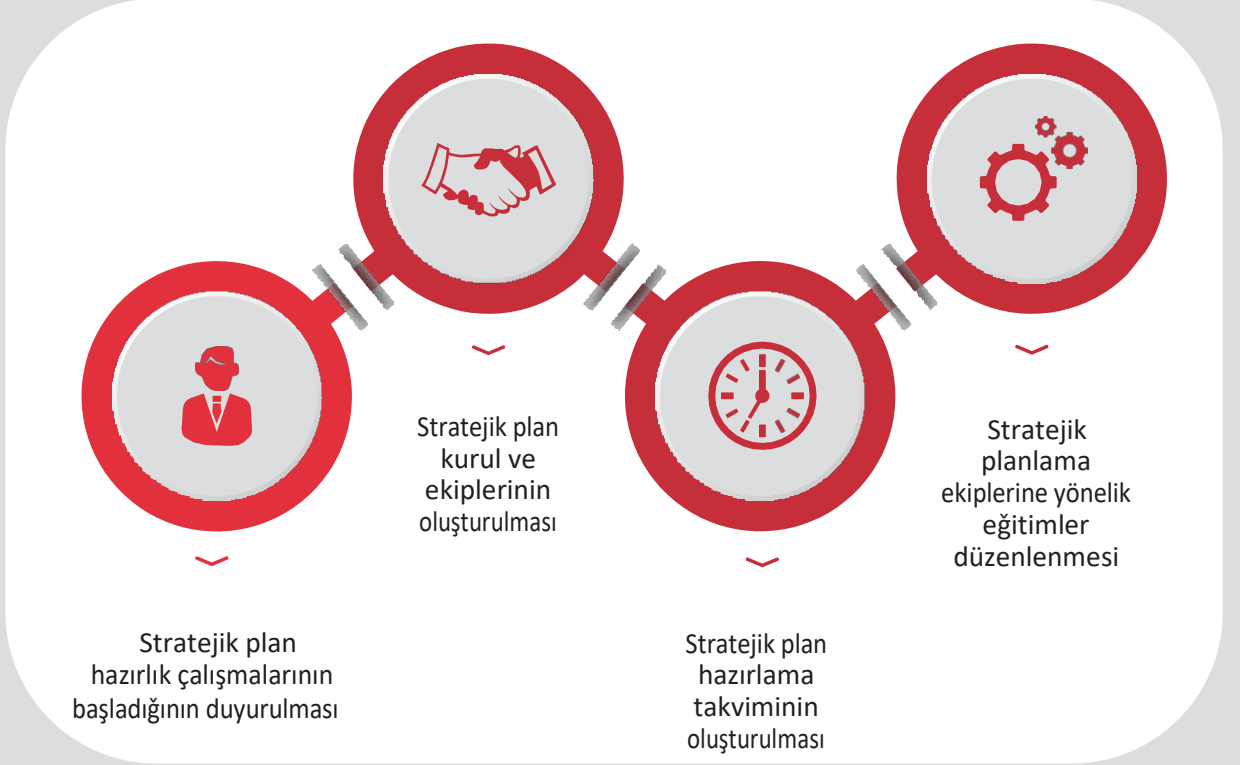 Stratejik plan
hazırlık çalışmalarının
başladığının duyurulması
Stratejik plan
kurul ve
ekiplerinin
oluşturulması
Stratejik plan
hazırlama
takviminin
oluşturulması
Stratejik
planlama
ekiplerine yönelik
eğitimler
düzenlenmesi